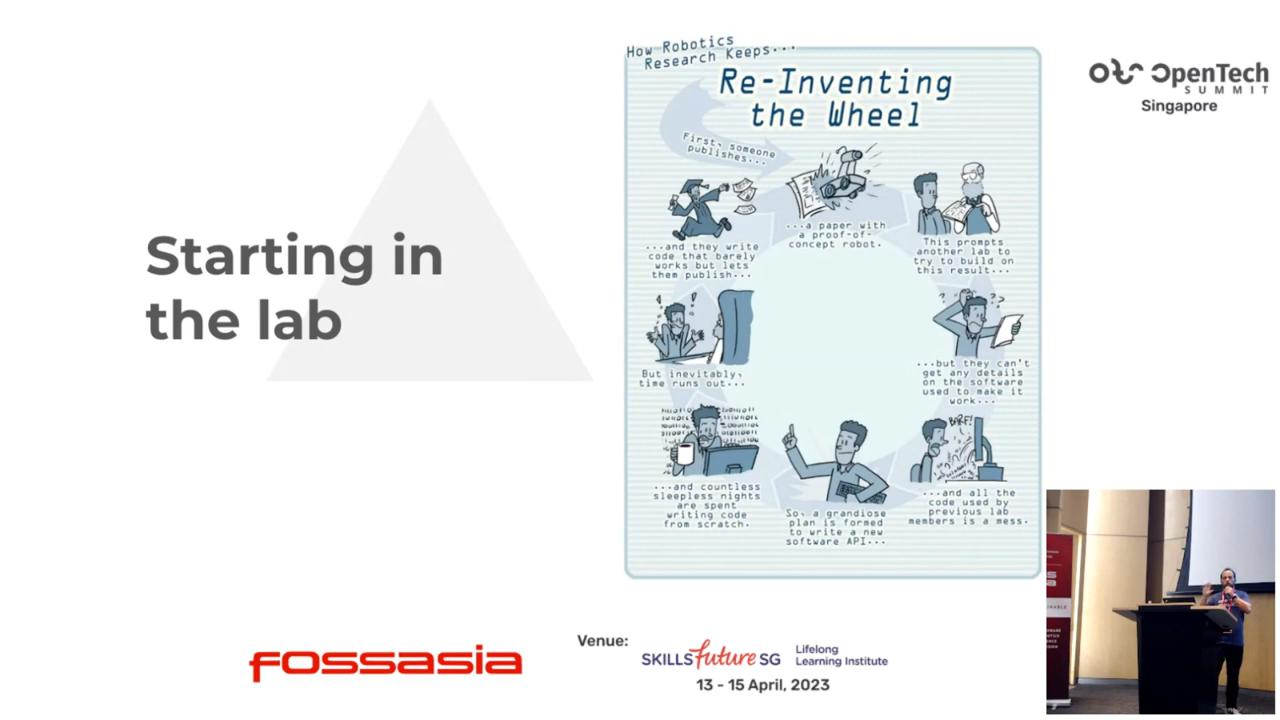 Starting in
the lab
How Robotics
Research Keeps...
Re-Inventing
the Wheel
First, someone
publishes...
...a paper with
a proof-of-
concept robot.
This prompts
another lab to
try to build on
this result...
...but they can't
get any details
on the software
used to make it
work...
BARF!
...and all the
code used by
previous lab
members is a mess.
So, a grandiose
plan is formed
to write a new
software API...
...and countless
sleepless nights
are spent
writing code
from scratch.
But inevitably,
time runs out...
...and they write
code that barely
works but lets
them publish...
OpenTech
SUMMIT
Singapore
fossasia
Venue:
SKILLSfuture SG
Lifelong
Learning Institute
13 - 15 April, 2023